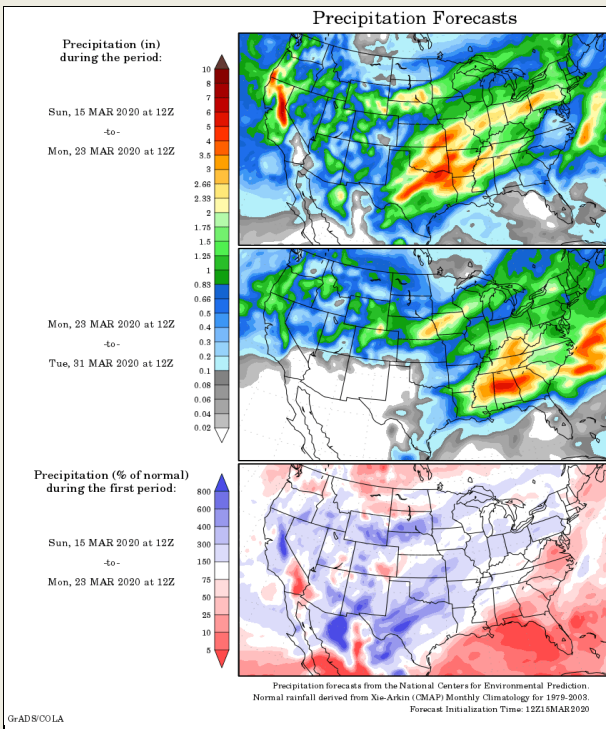 Precipitation Forecasts
Precipitation (in)
during the period:
Sun, 15 MAR 2020 at 12Z
-to-
Mon, 23 MAR 2020 at 12Z
10
8
7
6
5
4
3.5
3
2.66
2.33
2
1.75
1.5
1.25
1
0.83
0.66
0.5
0.4
0.3
0.2
0.1
0.08
0.06
0.04
0.02
Mon, 23 MAR 2020 at 12Z
-to-
Tue, 31 MAR 2020 at 12Z
Precipitation (% of normal)
during the first period:
Sun, 15 MAR 2020 at 12Z
-to-
Mon, 23 MAR 2020 at 12Z
800
600
400
300
150
75
50
25
10
5
Precipitation forecasts from the National Centers for Environmental Prediction.
Normal rainfall derived from Xie-Arkin (CMAP) Monthly Climatology for 1979-2003.
Forecast Initialization Time: 12Z15MAR2020
GrADS/COLA